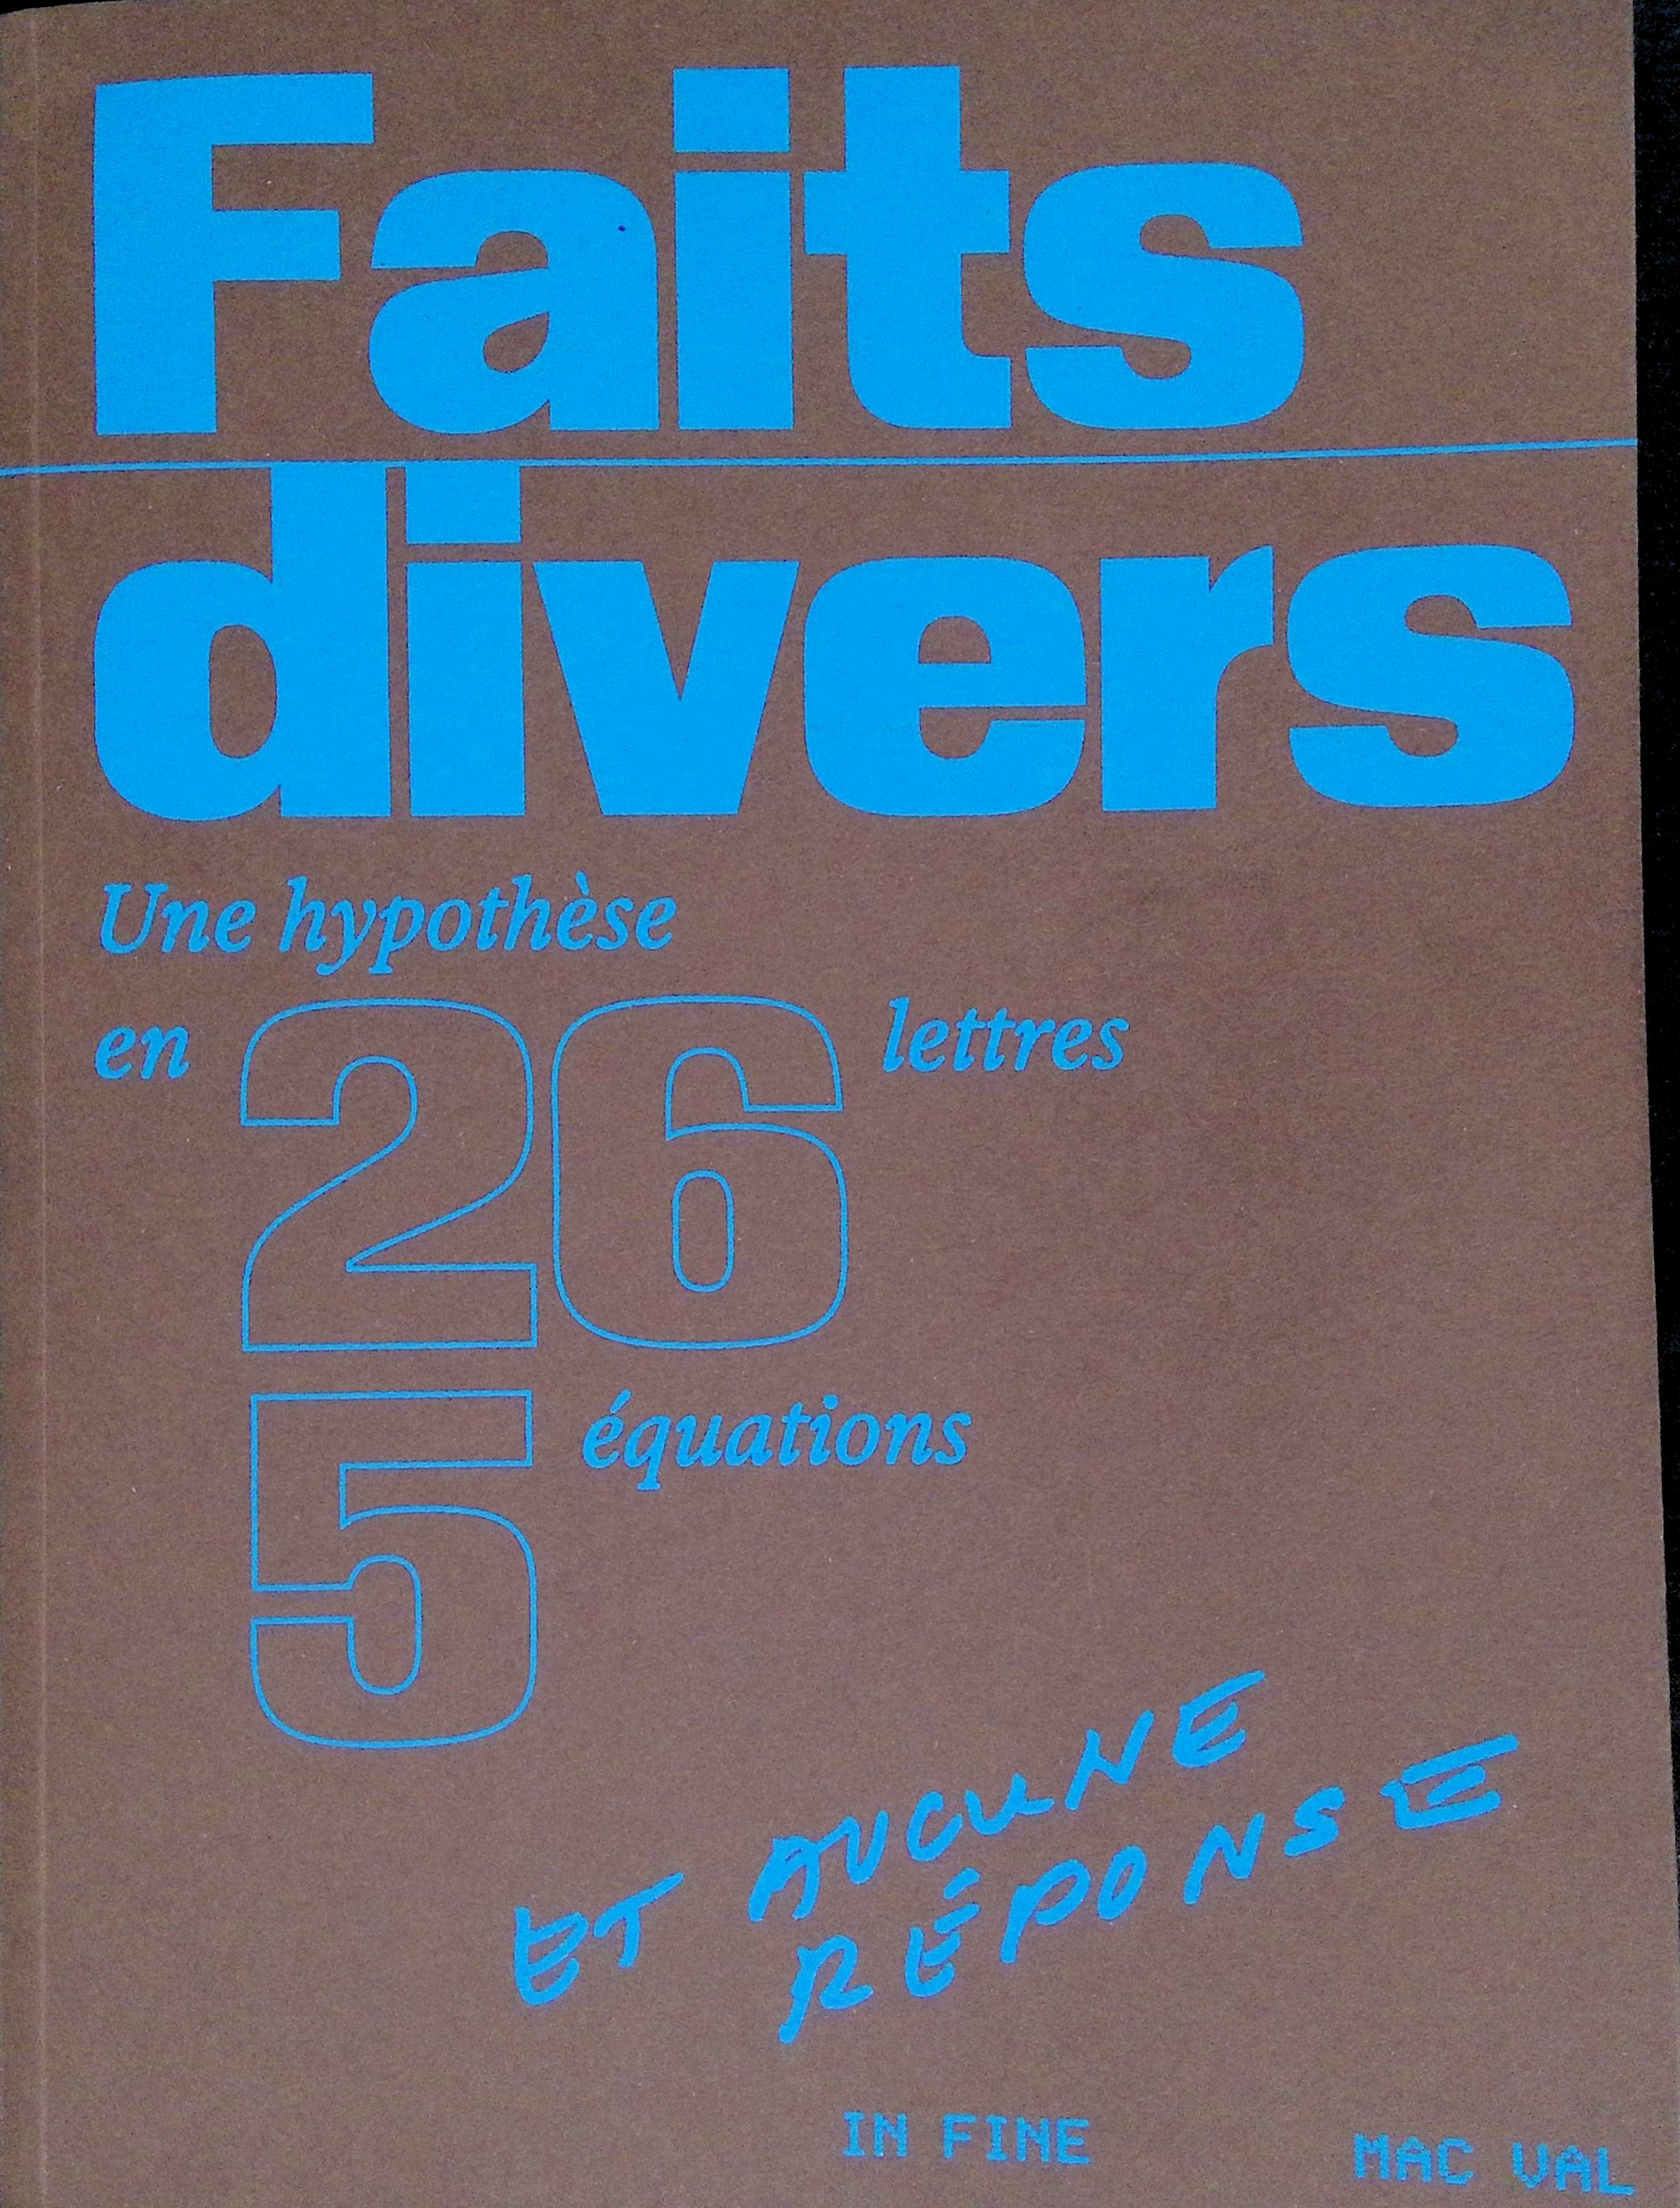 Faits
divers
Une hypothèse
en 26 lettres
5 équations
ET AUCUNE
RÉPONSE
IN FINE
MAC VAL